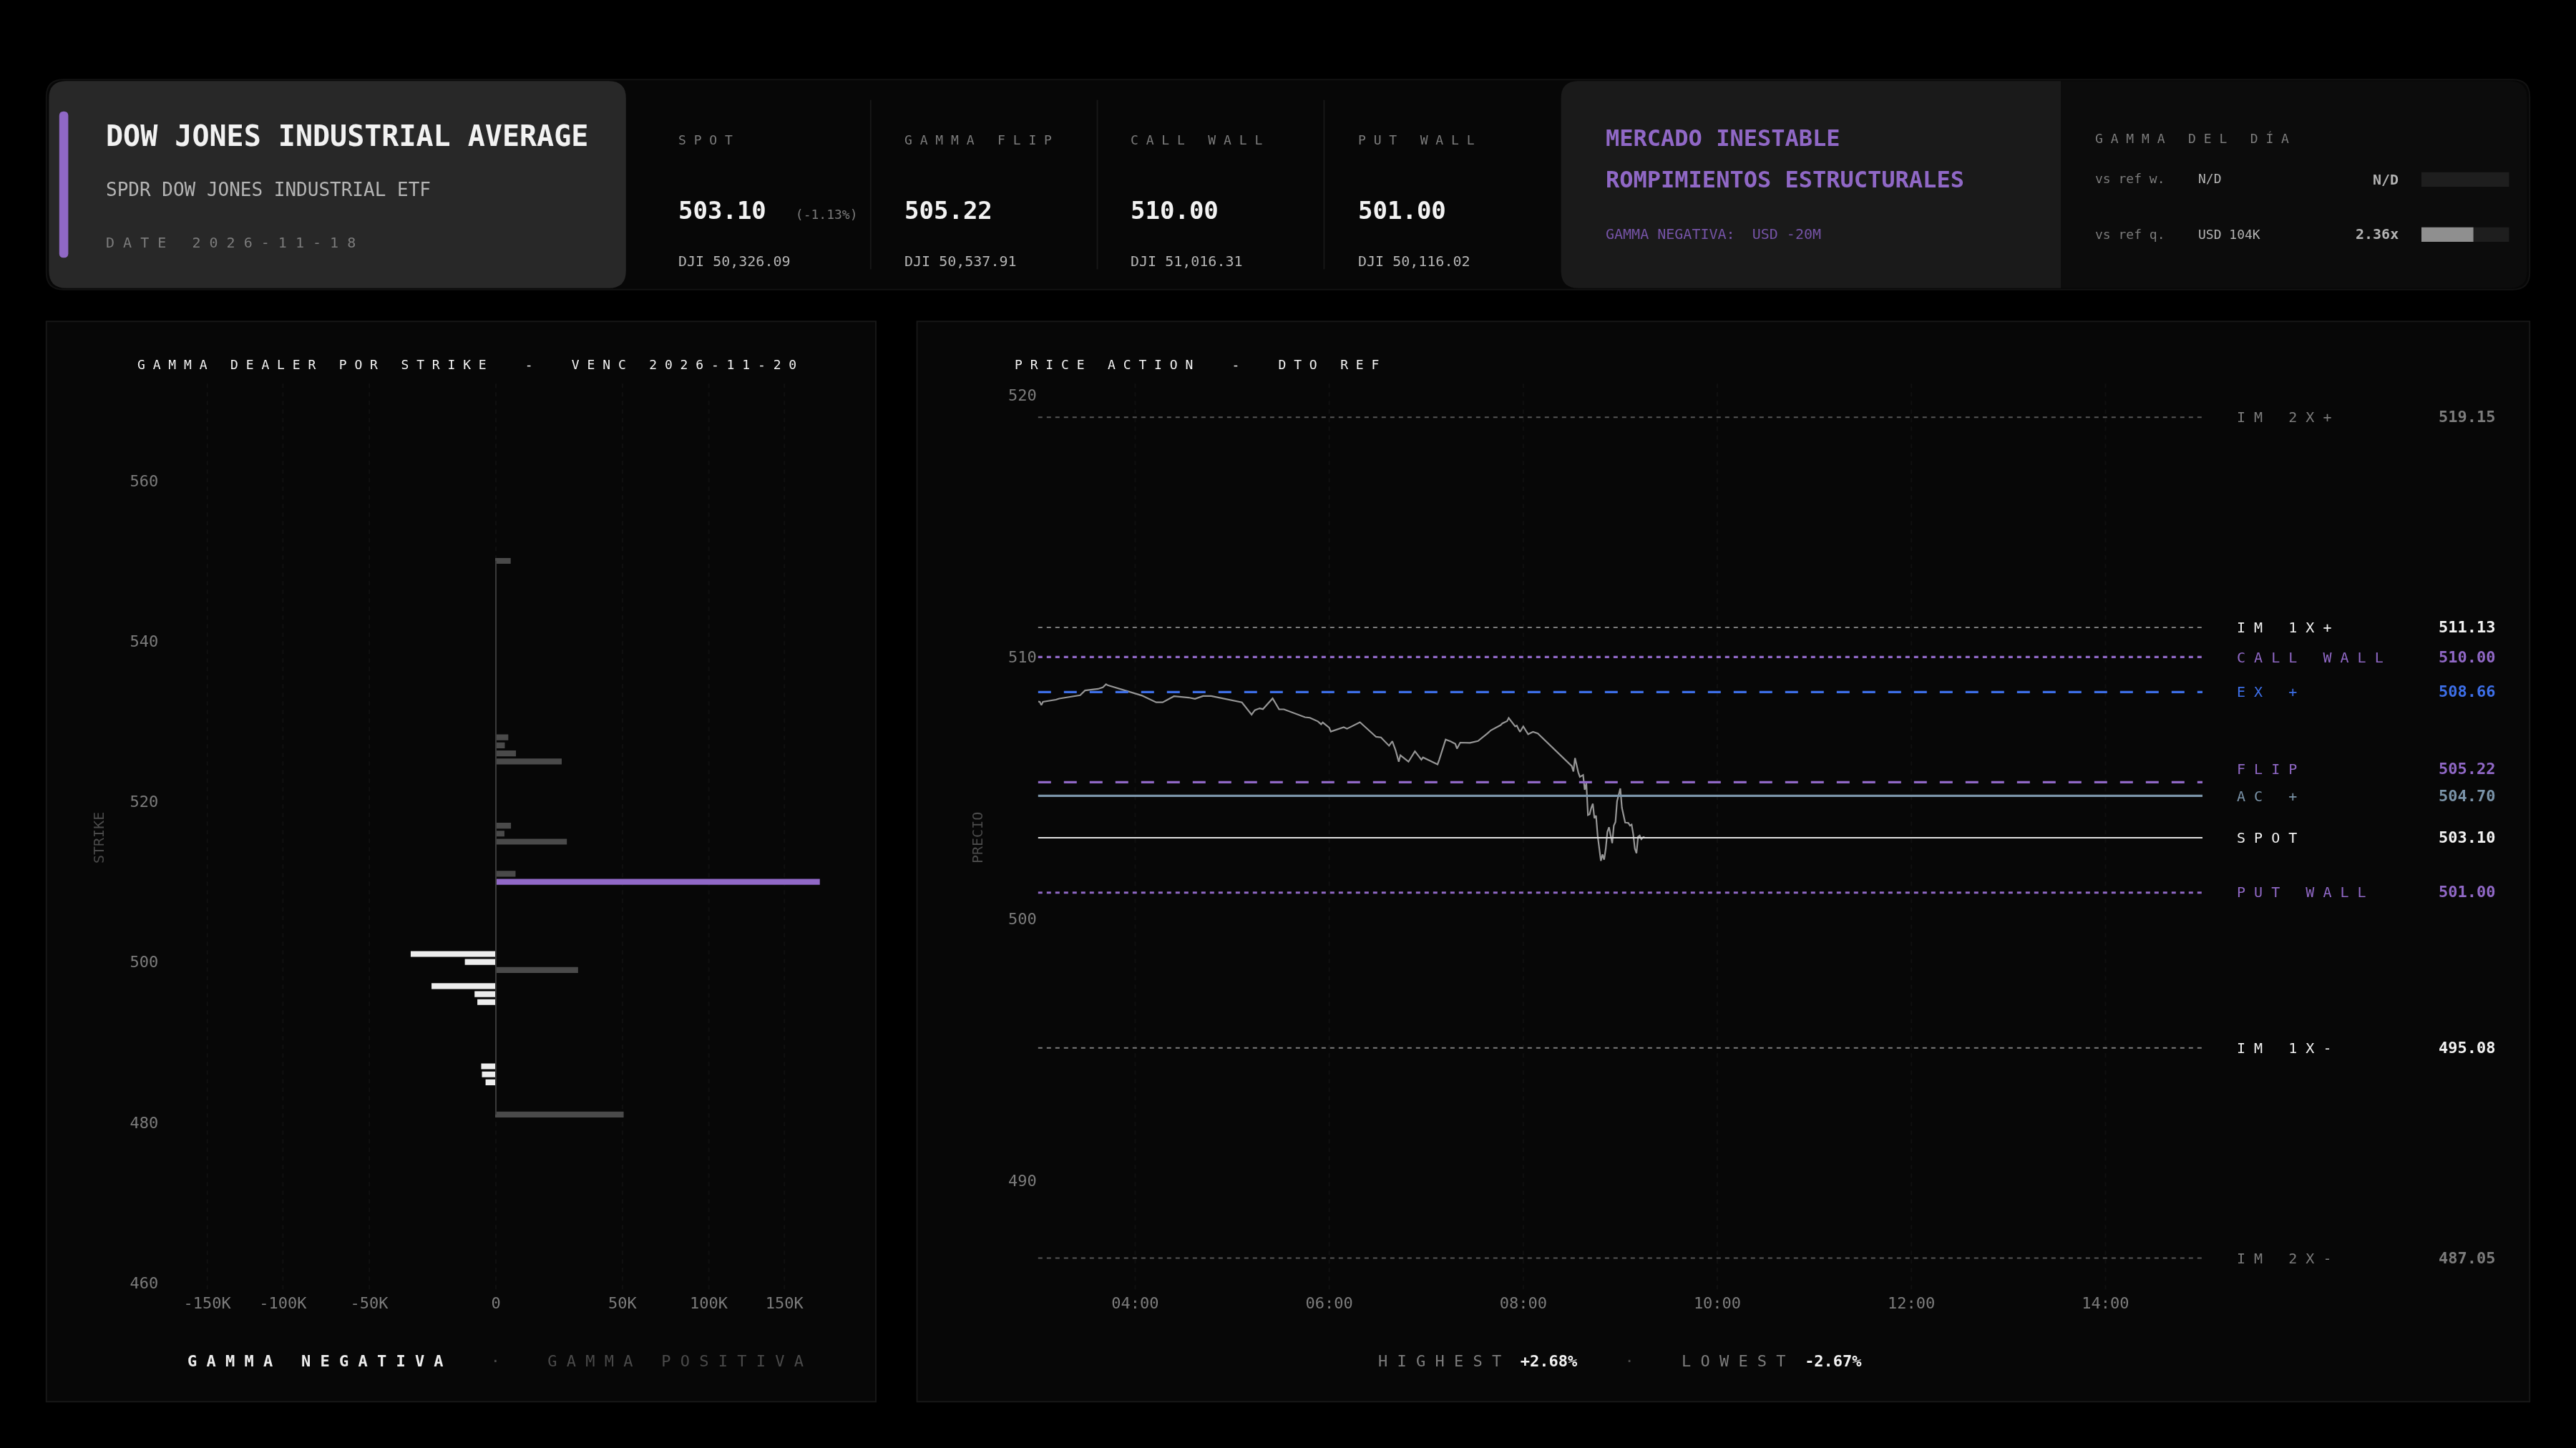 DOW JONES INDUSTRIAL AVERAGE
SPDR DOW JONES INDUSTRIAL ETF
DATE 2026-11-18
SPOT
503.10 (-1.13%)
DJI 50,326.09
GAMMA FLIP
505.22
DJI 50,537.91
CALL WALL
510.00
DJI 51,016.31
PUT WALL
501.00
DJI 50,116.02
MERCADO INESTABLE
ROMPIMIENTOS ESTRUCTURALES
GAMMA NEGATIVA: USD -20M
GAMMA DEL DÍA
vs ref w. N/D N/D
vs ref q. USD 104K 2.36x
GAMMA DEALER POR STRIKE - VENC 2026-11-20
STRIKE
560
540
520
500
480
460
-150K -100K -50K 0 50K 100K 150K
GAMMA NEGATIVA · GAMMA POSITIVA
PRICE ACTION - DTO REF
PRECIO
520
510
500
490
04:00 06:00 08:00 10:00 12:00 14:00
IM 2X+ 519.15
IM 1X+ 511.13
CALL WALL 510.00
EX + 508.66
FLIP 505.22
AC + 504.70
SPOT 503.10
PUT WALL 501.00
IM 1X- 495.08
IM 2X- 487.05
HIGHEST +2.68% · LOWEST -2.67%